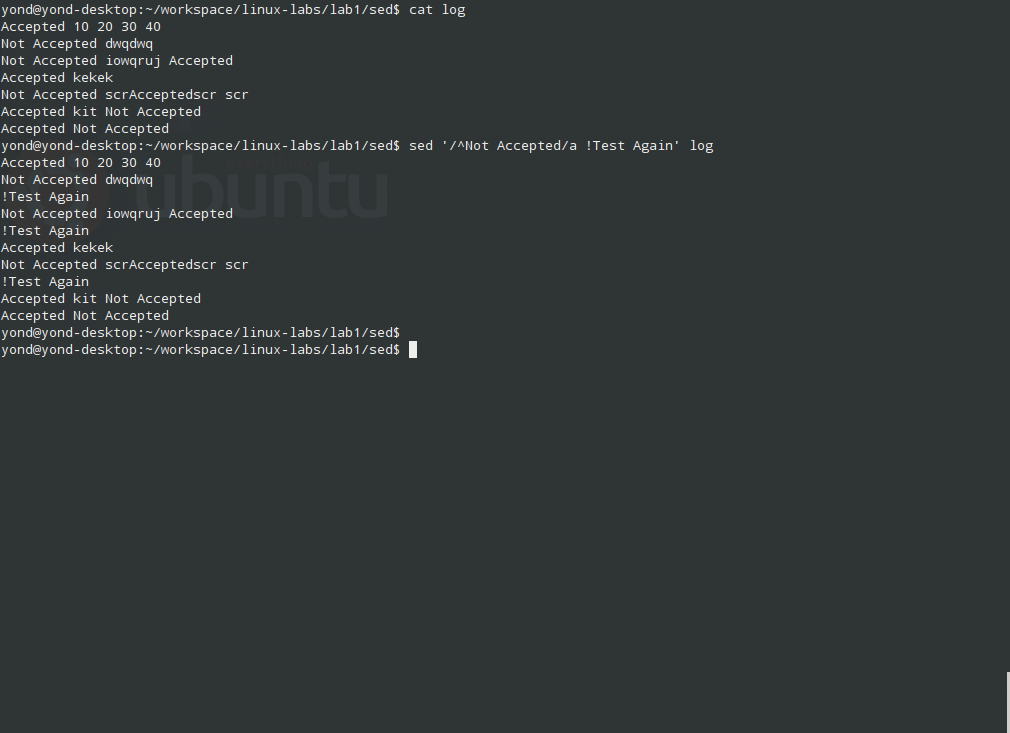 yond@yond-desktop:~/workspace/linux-labs/lab1/sed$ cat log
Accepted 10 20 30 40
Not Accepted dwqdwq
Not Accepted iowqruj Accepted
Accepted kekek
Not Accepted scrAcceptedscr scr
Accepted kit Not Accepted
Accepted Not Accepted
yond@yond-desktop:~/workspace/linux-labs/lab1/sed$ sed '/^Not Accepted/a !Test Again' log
Accepted 10 20 30 40
Not Accepted dwqdwq
!Test Again
Not Accepted iowqruj Accepted
!Test Again
Accepted kekek
Not Accepted scrAcceptedscr scr
!Test Again
Accepted kit Not Accepted
Accepted Not Accepted
yond@yond-desktop:~/workspace/linux-labs/lab1/sed$
yond@yond-desktop:~/workspace/linux-labs/lab1/sed$
ubuntu